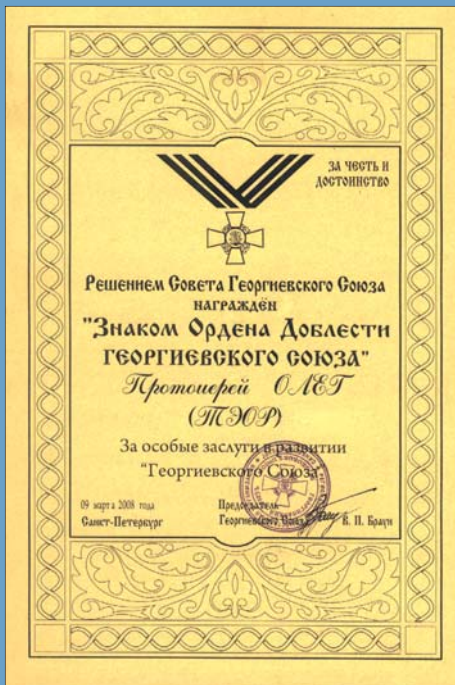 ЗА ЧЕСТЬ И
ДОСТОИНСТВО
Решением Совета Георгиевского Союза
НАГРАЖДЁН
"Знаком Ордена Доблести
ГЕОРГИЕВСКОГО СОЮЗА"
Протоиерей ОЛЕГ
(ТЭОР)
За особые заслуги в развитии
"Георгиевского Союза"
09 марта 2008 года
Санкт-Петербург
Председатель
Георгиевского Союза
В. П. Браун